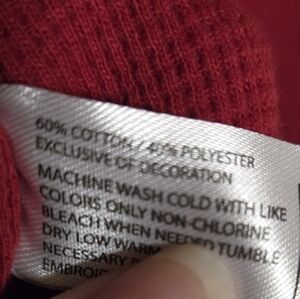 60% COTTON / 40% POLYESTER
EXCLUSIVE OF DECORATION
MACHINE WASH COLD WITH LIKE
COLORS ONLY NON-CHLORINE
BLEACH WHEN NEEDED TUMBLE
DRY LOW WARM
NECESSARY